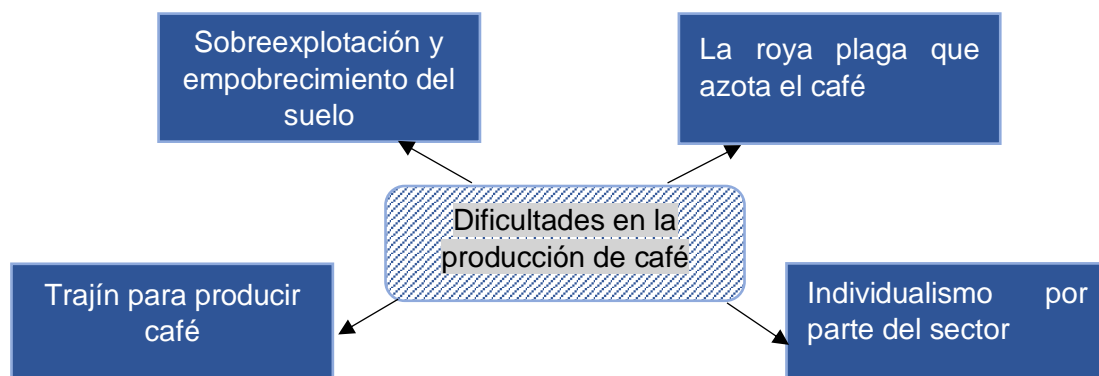 Sobreexplotación y
empobrecimiento del
suelo
La roya plaga que
azota el café
Dificultades en la
producción de café
Trajín para producir
café
Individualismo por
parte del sector